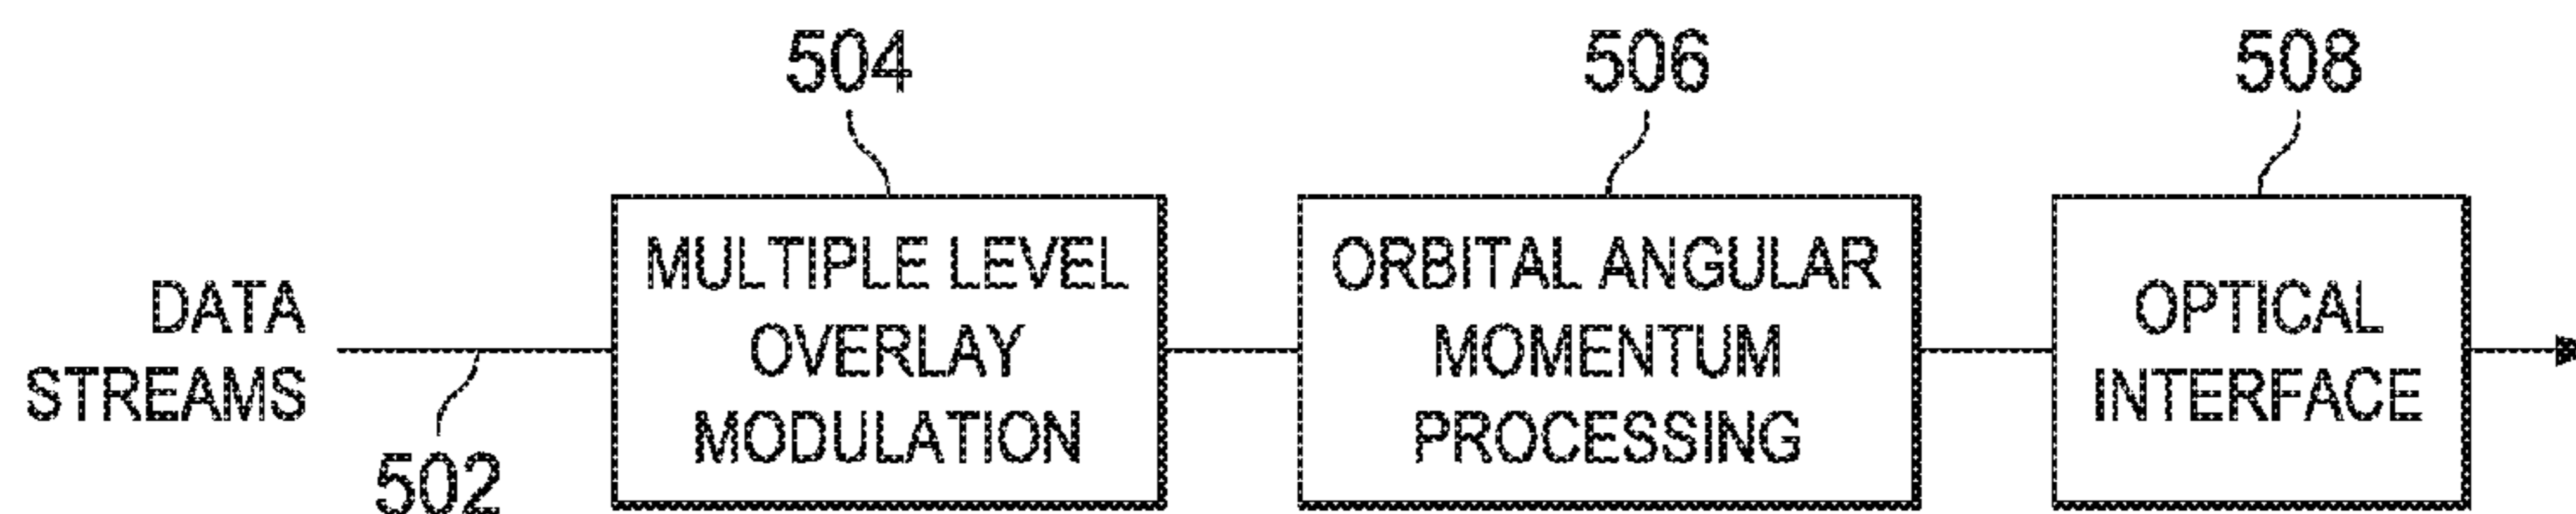 504
506
508
DATA
STREAMS
502
MULTIPLE LEVEL
OVERLAY
MODULATION
ORBITAL ANGULAR
MOMENTUM
PROCESSING
OPTICAL
INTERFACE